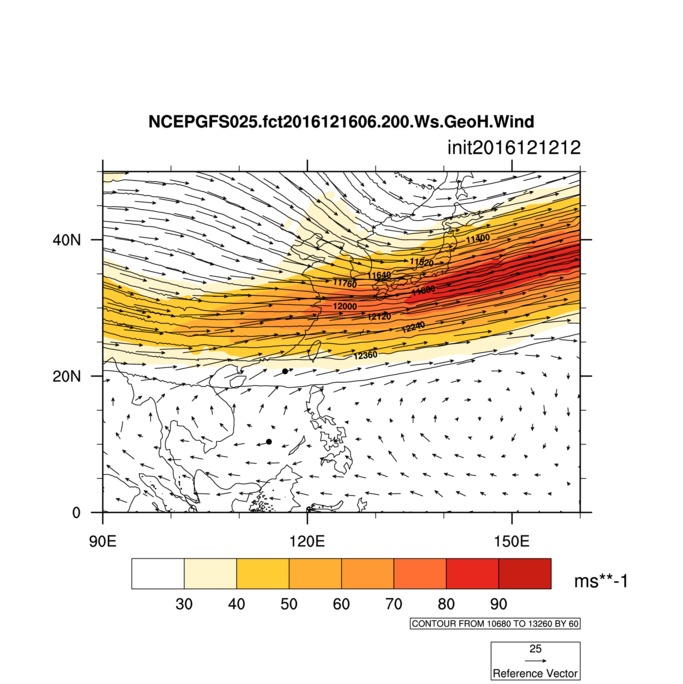 NCEPGFS025.fct2016121606.200.Ws.GeoH.Wind
init2016121212
40N
20N
0
11400
11520
11640
11760
11880
12000
12120
12240
12360
90E 120E 150E
30 40 50 60 70 80 90
ms**-1
CONTOUR FROM 10680 TO 13260 BY 60
25
Reference Vector